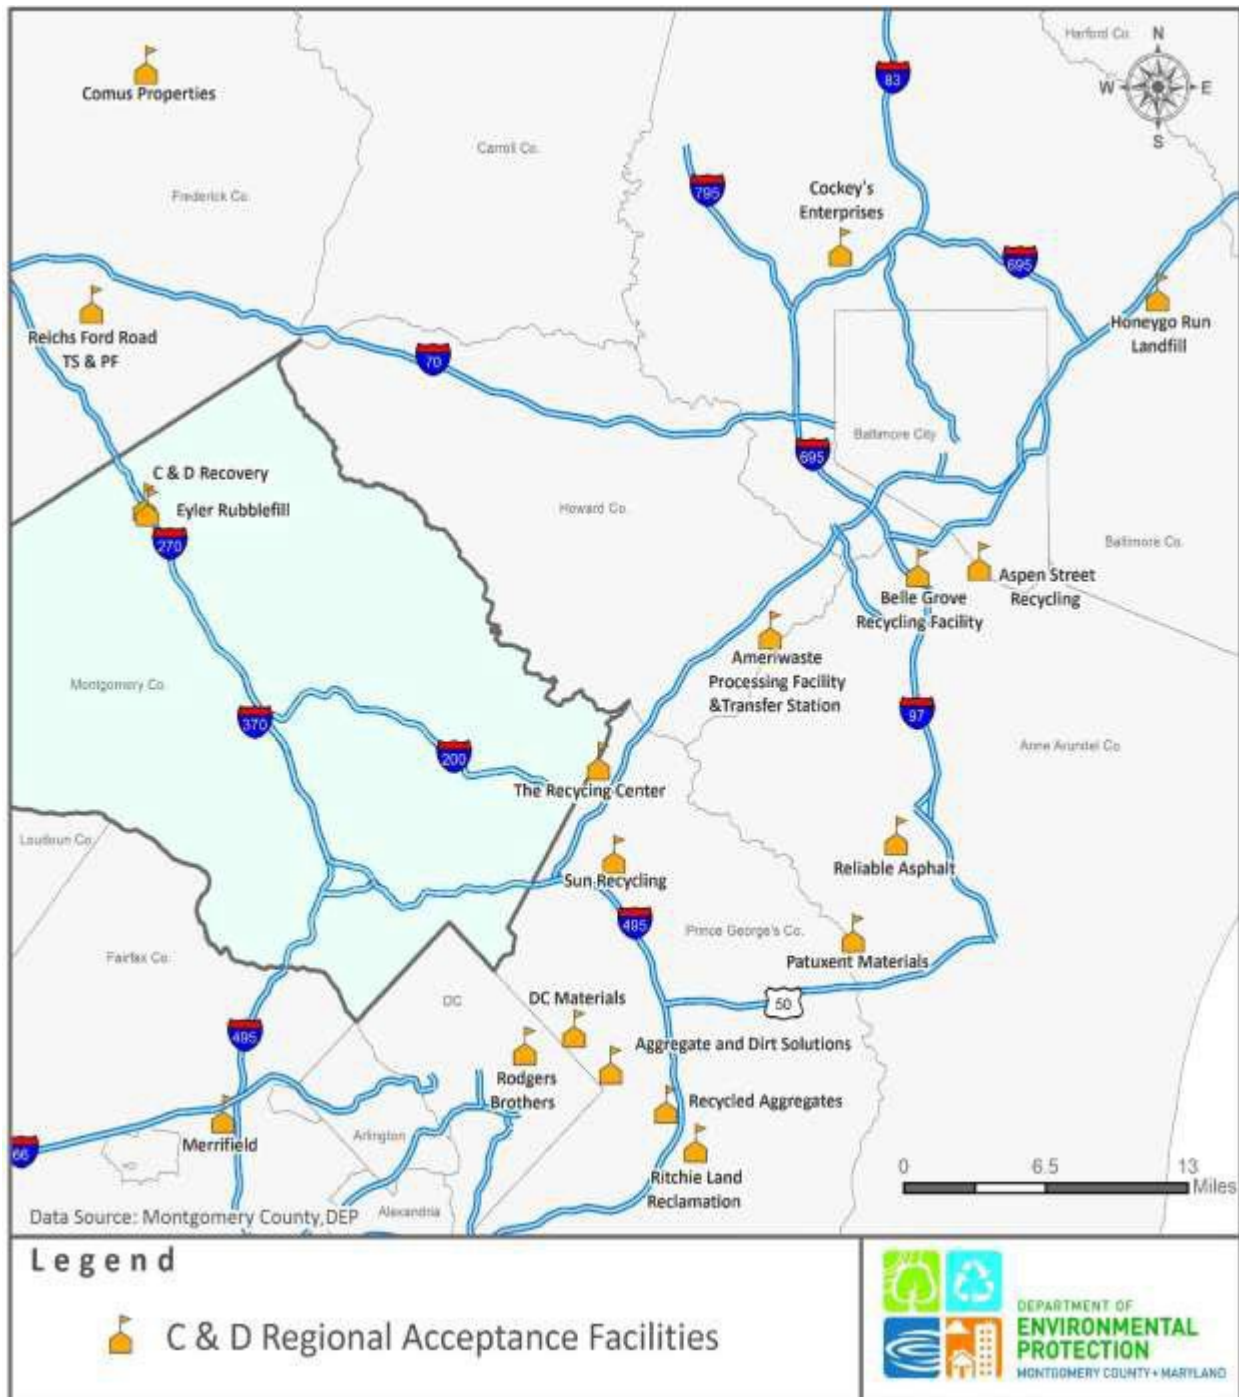 Harford Co.
N
W
E
S
83
Comus Properties
Carroll Co.
Frederick Co.
795
Cockey's
Enterprises
695
Reichs Ford Road
TS & PF
Honeygo Run
Landfill
70
Baltimore City
695
C & D Recovery
Eyler Rubblefill
Howard Co.
270
Baltimore Co.
Aspen Street
Recycling
Belle Grove
Recycling Facility
Ameriwaste
Processing Facility
&Transfer Station
Montgomery Co.
370
200
97
Anne Arundel Co.
The Recycing Center
Loudoun Co.
Reliable Asphalt
Sun Recycling
495
Prince George's Co.
Fairfax Co.
Patuxent Materials
DC
DC Materials
50
495
Aggregate and Dirt Solutions
Rodgers
Brothers
Recycled Aggregates
Merrifield
Arlington
66
Ritchie Land
Reclamation
0 6.5 13
Miles
Alexandria
Data Source: Montgomery County,DEP
Legend
C & D Regional Acceptance Facilities
DEPARTMENT OF
ENVIRONMENTAL
PROTECTION
MONTGOMERY COUNTY • MARYLAND